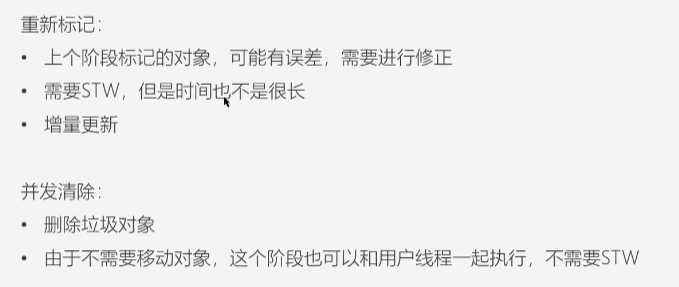 重新标记：
• 上个阶段标记的对象，可能有误差，需要进行修正
• 需要STW，但是时间也不是很长
• 增量更新
并发清除：
• 删除垃圾对象
• 由于不需要移动对象，这个阶段也可以和用户线程一起执行，不需要STW